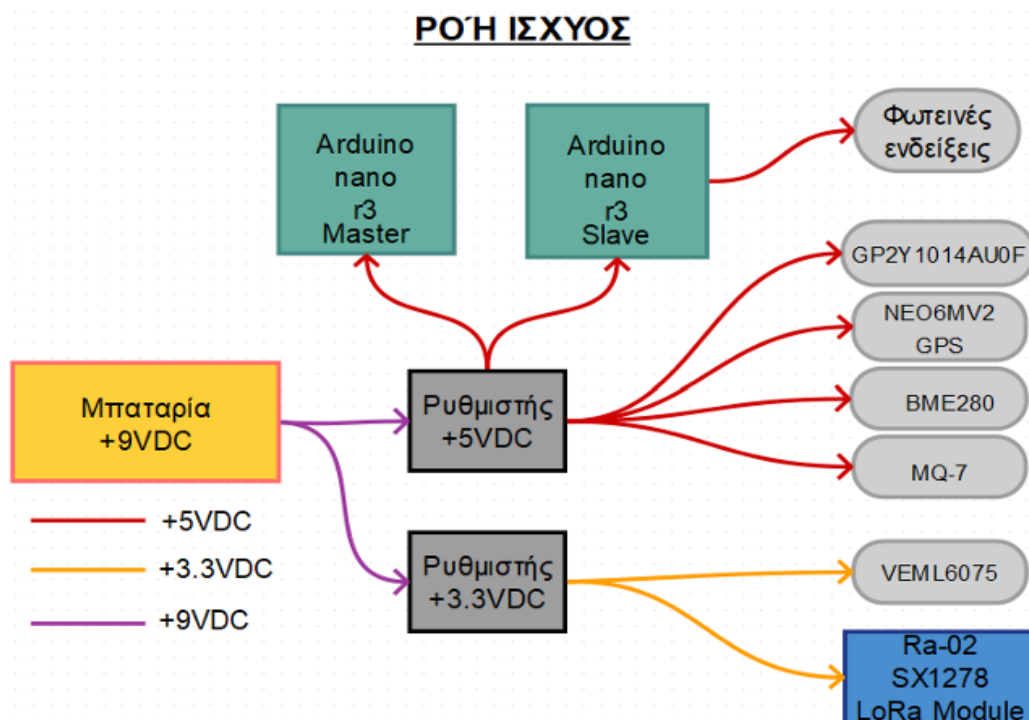 ΡΟΉ ΙΣΧΥΟΣ
Arduino
nano
r3
Master
Arduino
nano
r3
Slave
Φωτεινές
ενδείξεις
GP2Y1014AU0F
NEO6MV2
GPS
BME280
MQ-7
Μπαταρία
+9VDC
Ρυθμιστής
+5VDC
+5VDC
+3.3VDC
+9VDC
Ρυθμιστής
+3.3VDC
VEML6075
Ra-02
SX1278
LoRa Module